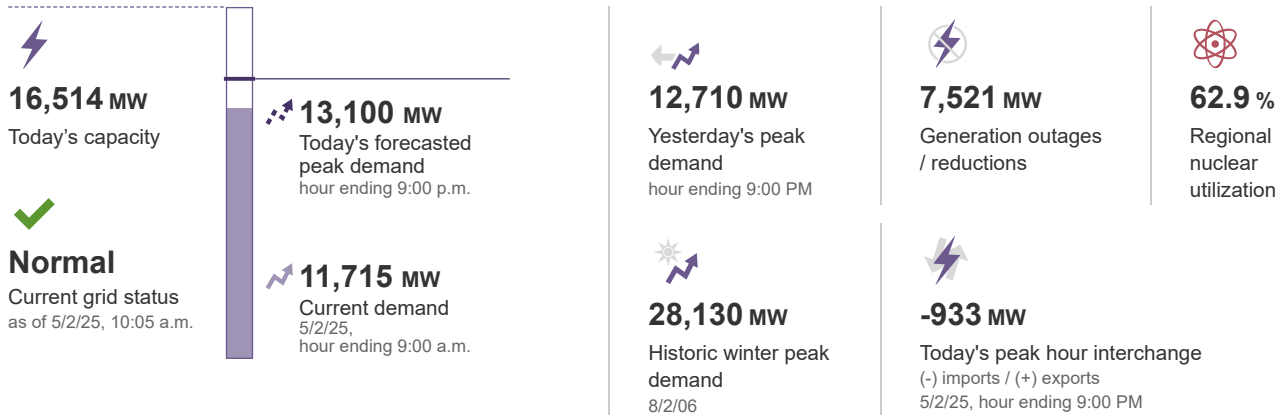 16,514 MW
Today's capacity
Normal
Current grid status
as of 5/2/25, 10:05 a.m.
13,100 MW
Today's forecasted
peak demand
hour ending 9:00 p.m.
11,715 MW
Current demand
5/2/25,
hour ending 9:00 a.m.
12,710 MW
Yesterday's peak
demand
hour ending 9:00 PM
7,521 MW
Generation outages
/ reductions
62.9 %
Regional
nuclear
utilization
28,130 MW
Historic winter peak
demand
8/2/06
-933 MW
Today's peak hour interchange
(-) imports / (+) exports
5/2/25, hour ending 9:00 PM